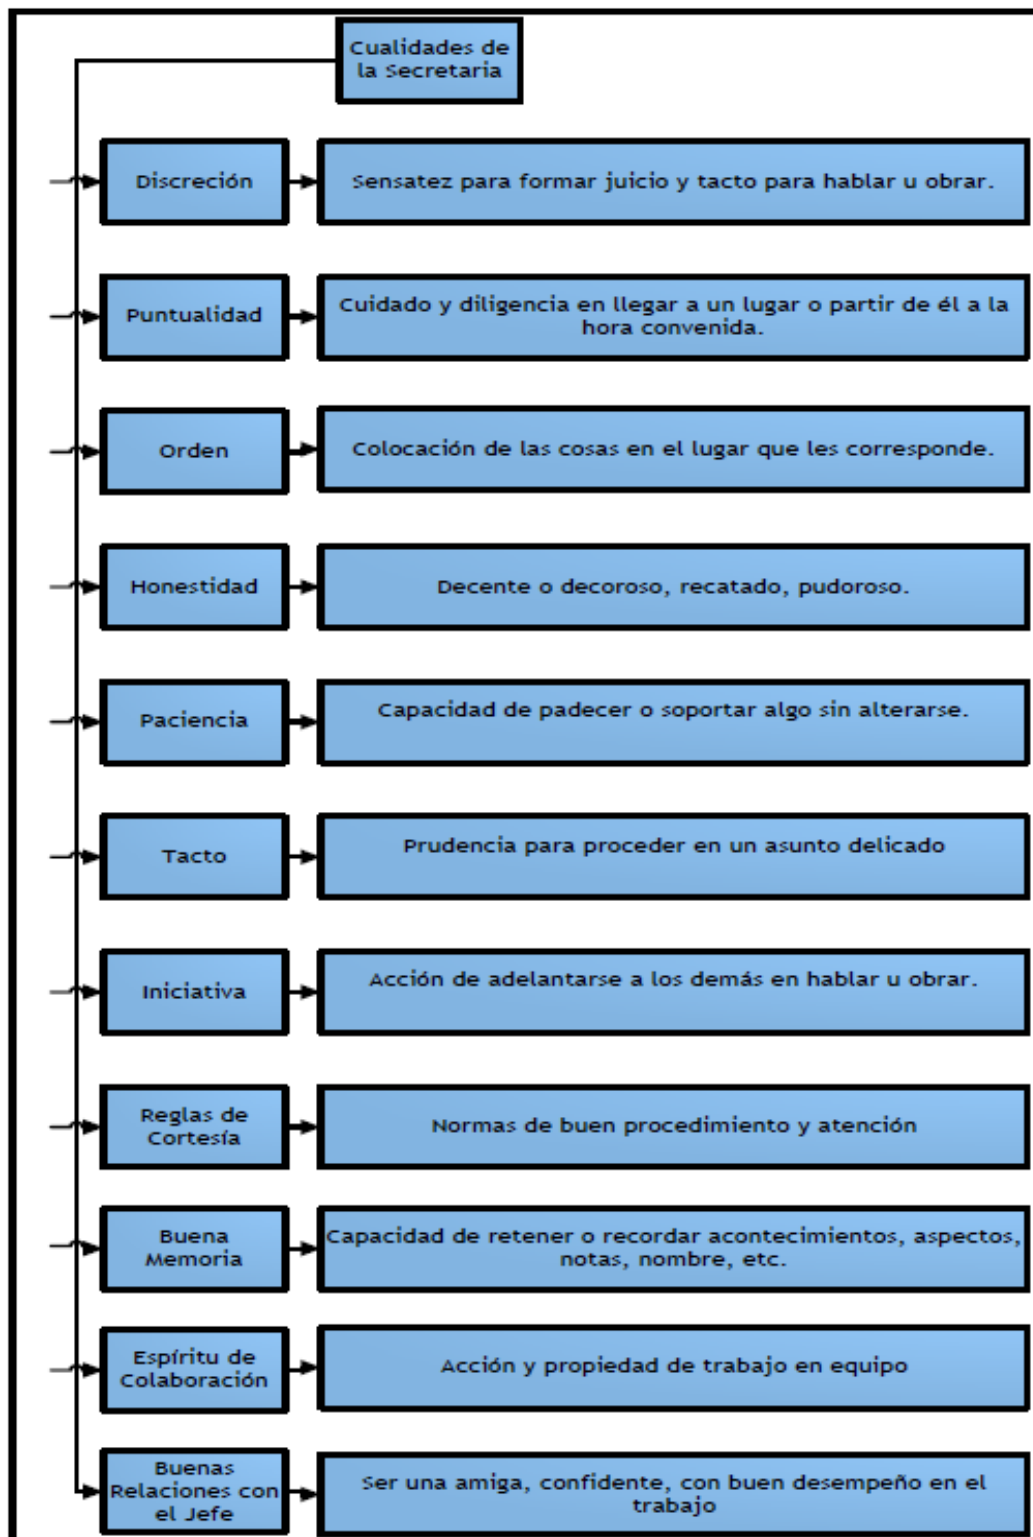 Cualidades de
la Secretaria
Discreción
Sensatez para formar juicio y tacto para hablar u obrar.
Puntualidad
Cuidado y diligencia en llegar a un lugar o partir de él a la
hora convenida.
Orden
Colocación de las cosas en el lugar que les corresponde.
Honestidad
Decente o decoroso, recatado, pudoroso.
Paciencia
Capacidad de padecer o soportar algo sin alterarse.
Tacto
Prudencia para proceder en un asunto delicado
Iniciativa
Acción de adelantarse a los demás en hablar u obrar.
Reglas de
Cortesía
Normas de buen procedimiento y atención
Buena
Memoria
Capacidad de retener o recordar acontecimientos, aspectos,
notas, nombre, etc.
Espíritu de
Colaboración
Acción y propiedad de trabajo en equipo
Buenas
Relaciones con
el Jefe
Ser una amiga, confidente, con buen desempeño en el
trabajo